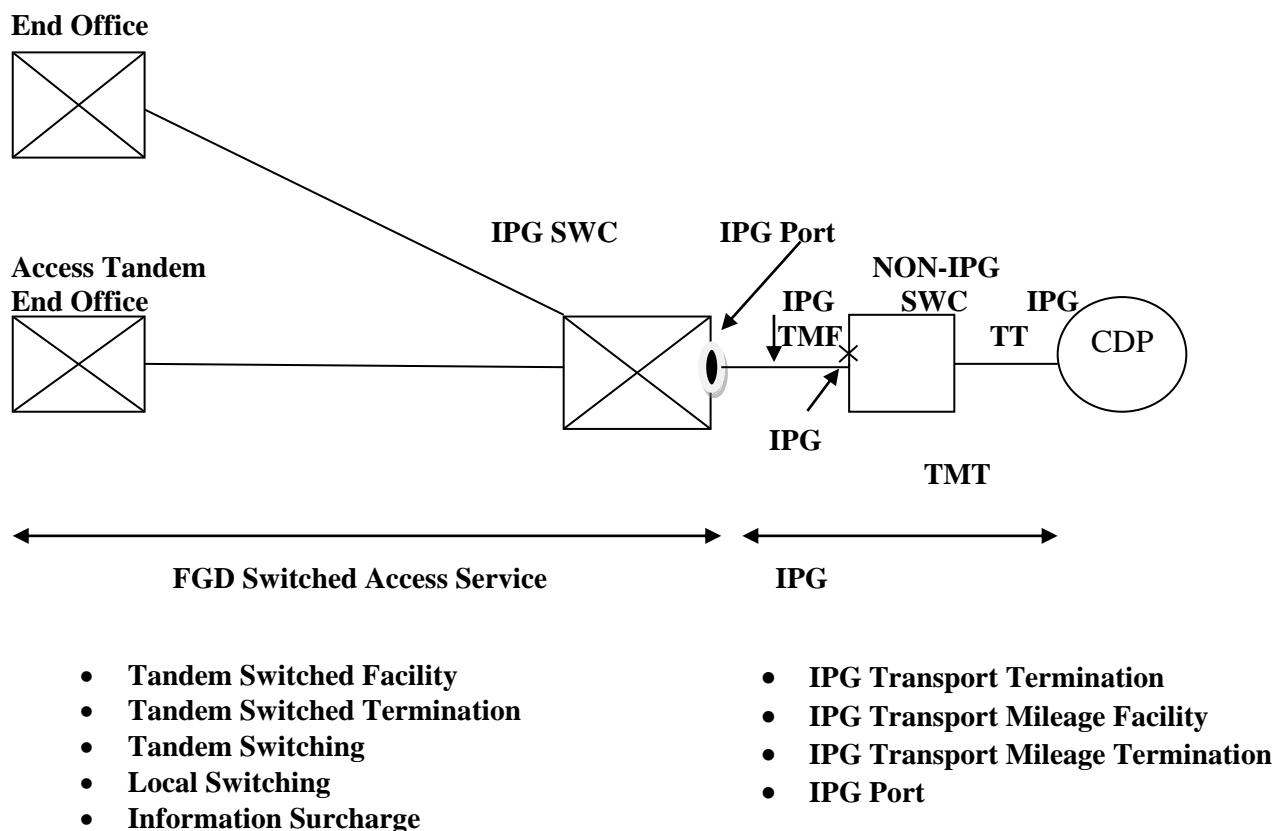 End Office
IPG SWC
IPG Port
Access Tandem
End Office
NON-IPG
SWC
IPG
TMF
IPG
TT
CDP
IPG
TMT
FGD Switched Access Service
IPG
• Tandem Switched Facility
• Tandem Switched Termination
• Tandem Switching
• Local Switching
• Information Surcharge
• IPG Transport Termination
• IPG Transport Mileage Facility
• IPG Transport Mileage Termination
• IPG Port